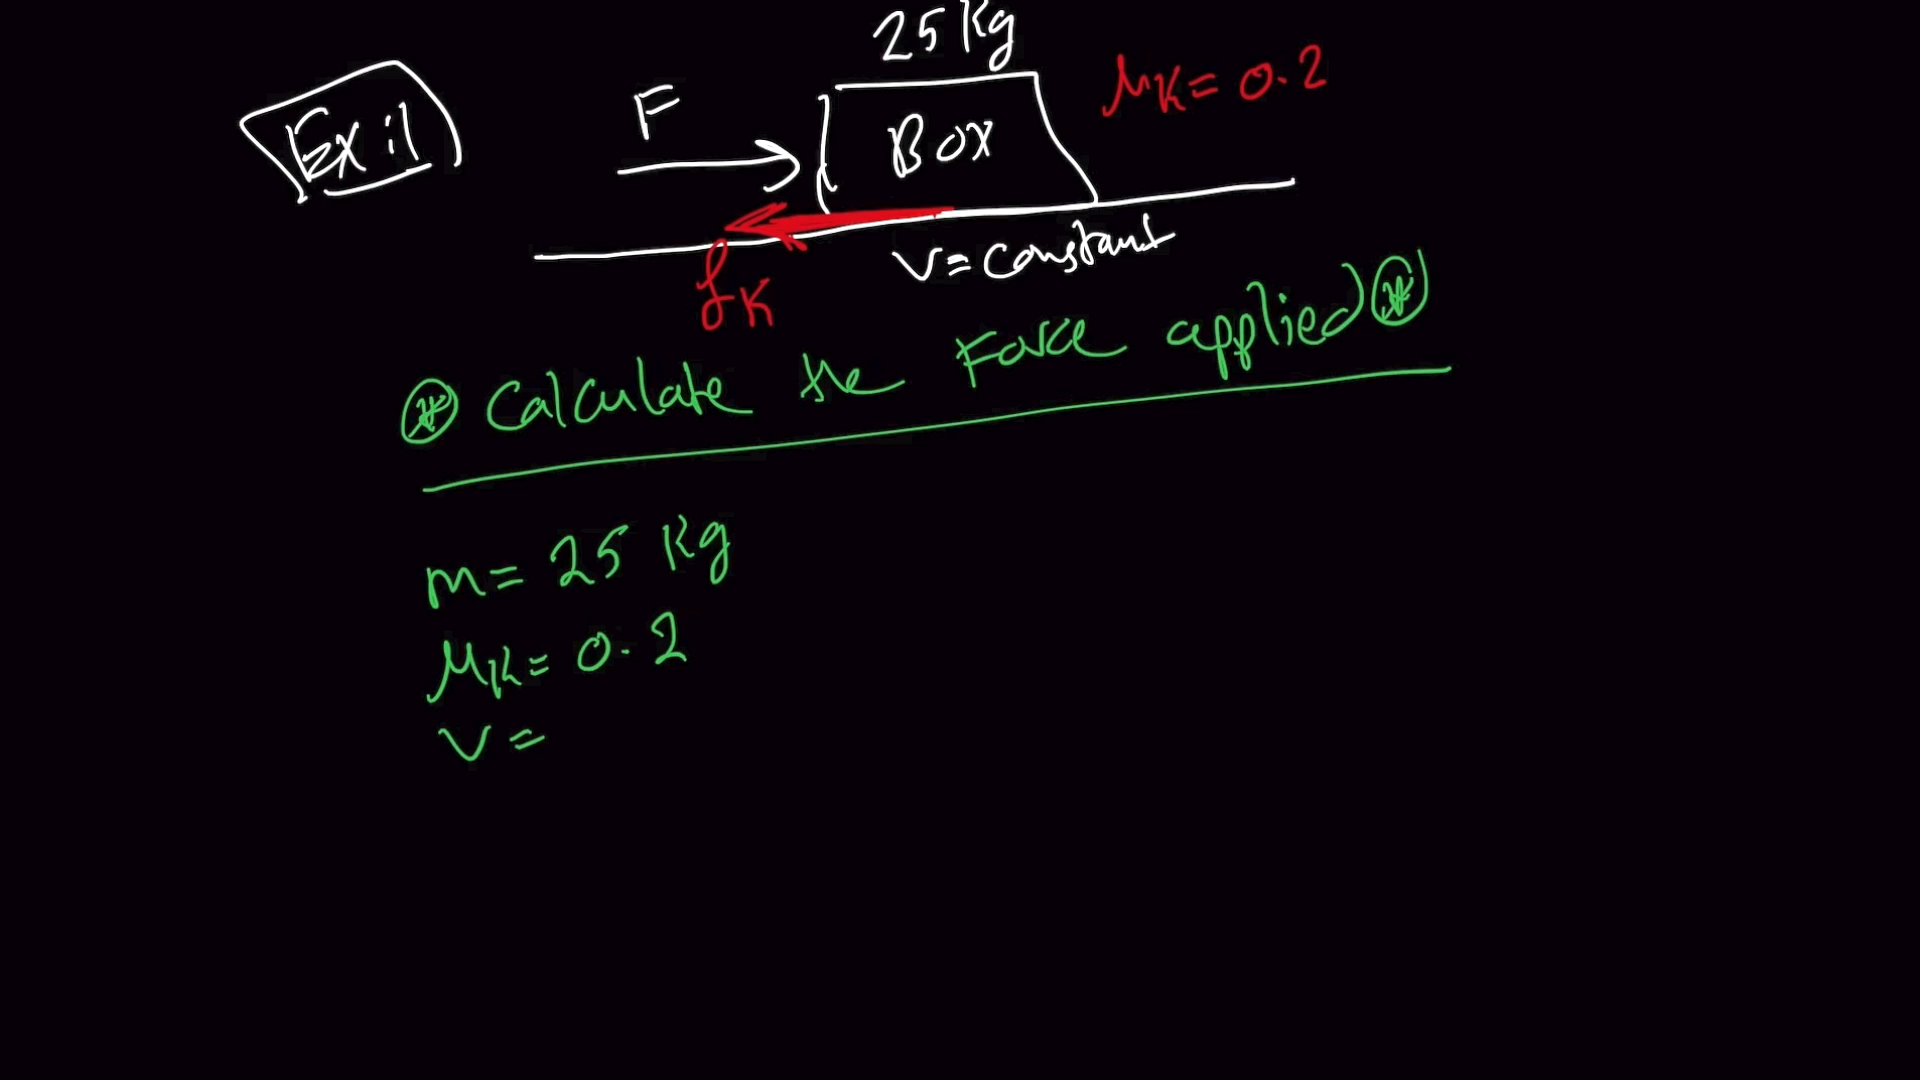 25 Kg
Ex:1
F
Box
μK = 0.2
fK
V = Constant
Calculate the Force applied
m = 25 Kg
μK = 0.2
V =